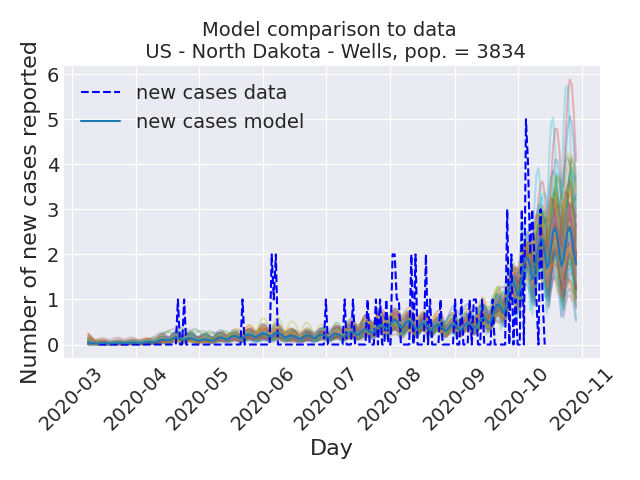 Model comparison to data
US - North Dakota - Wells, pop. = 3834
Number of new cases reported
6
5
4
3
2
1
0
new cases data
new cases model
2020-03
2020-04
2020-05
2020-06
2020-07
2020-08
2020-09
2020-10
2020-11
Day